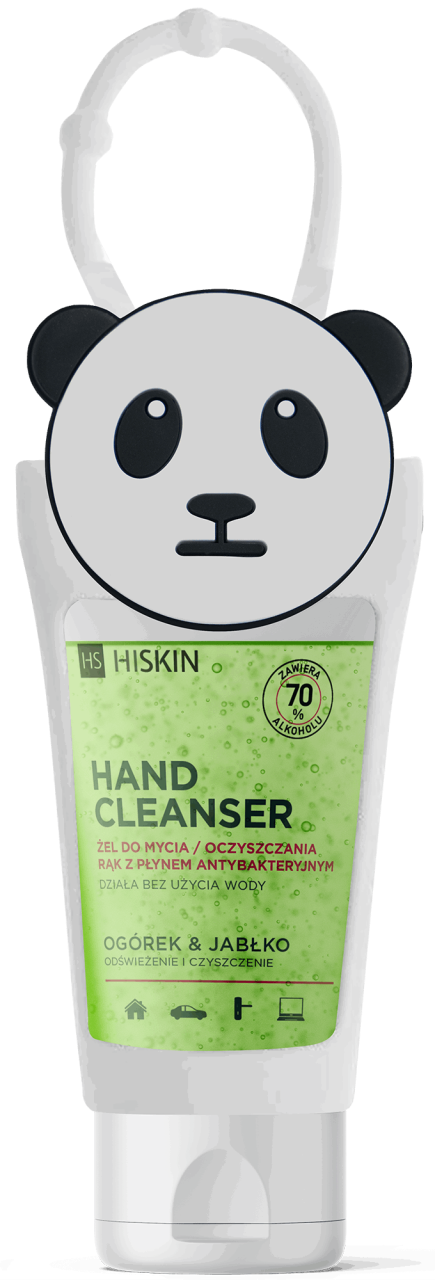 HS HISKIN
ZAWIERA
70
%
ALKOHOLU
HAND
CLEANSER
ŻEL DO MYCIA / OCZYSZCZANIA
RĄK Z PŁYNEM ANTYBAKTERYJNYM
DZIAŁA BEZ UŻYCIA WODY
OGÓREK & JABŁKO
ODŚWIEŻENIE I CZYSZCZENIE